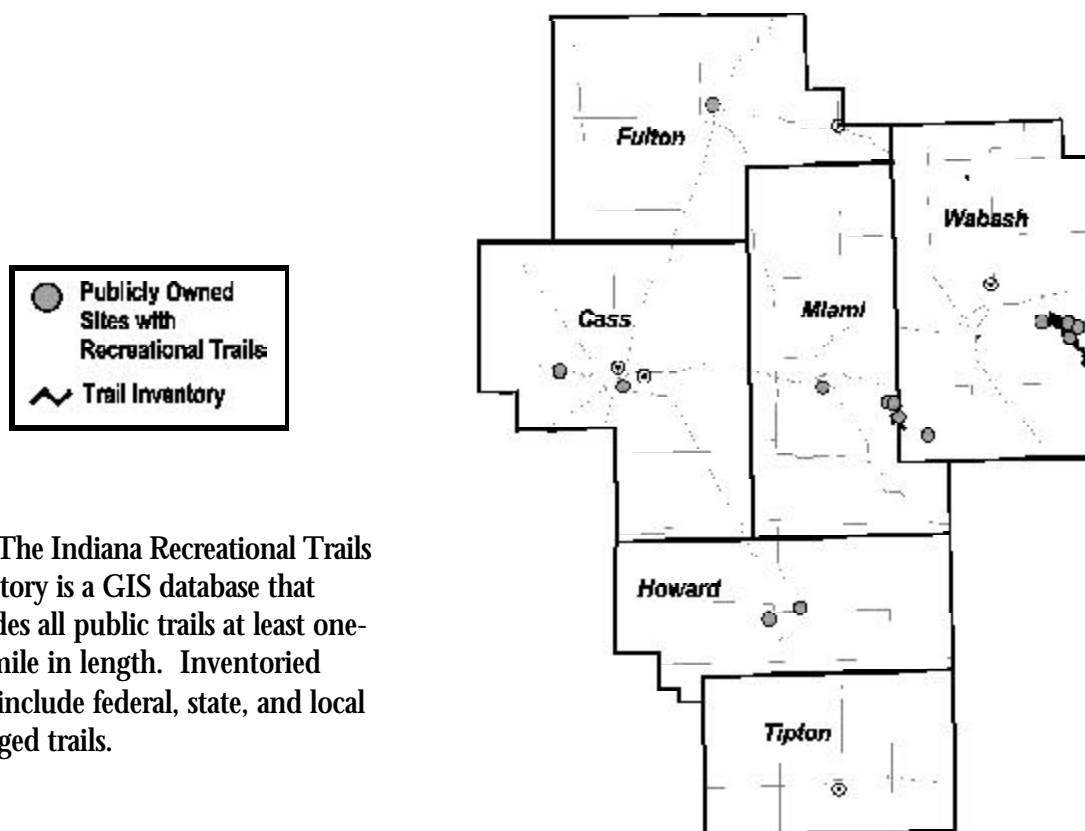 Fulton
Wabash
Publicly Owned
Sites with
Recreational Trails
Trail Inventory
Cass
Miami
The Indiana Recreational Trails
tory is a GIS database that
des all public trails at least one-
mile in length. Inventoried
include federal, state, and local
ged trails.
Howard
Tipton